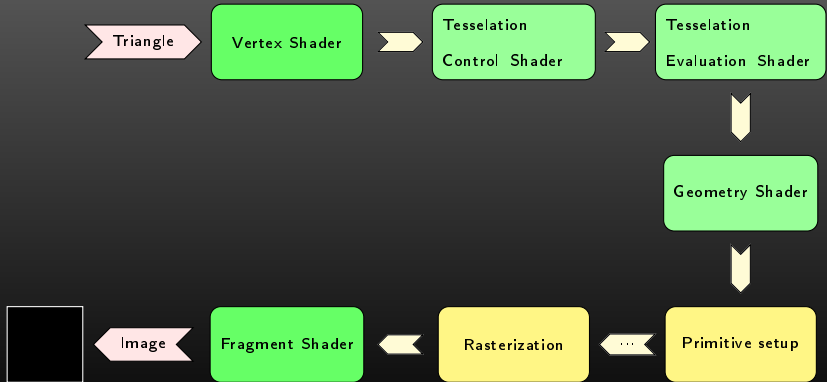 Triangle
Vertex Shader
Tesselation
Control Shader
Tesselation
Evaluation Shader
Geometry Shader
Primitive setup
...
Rasterization
Fragment Shader
Image